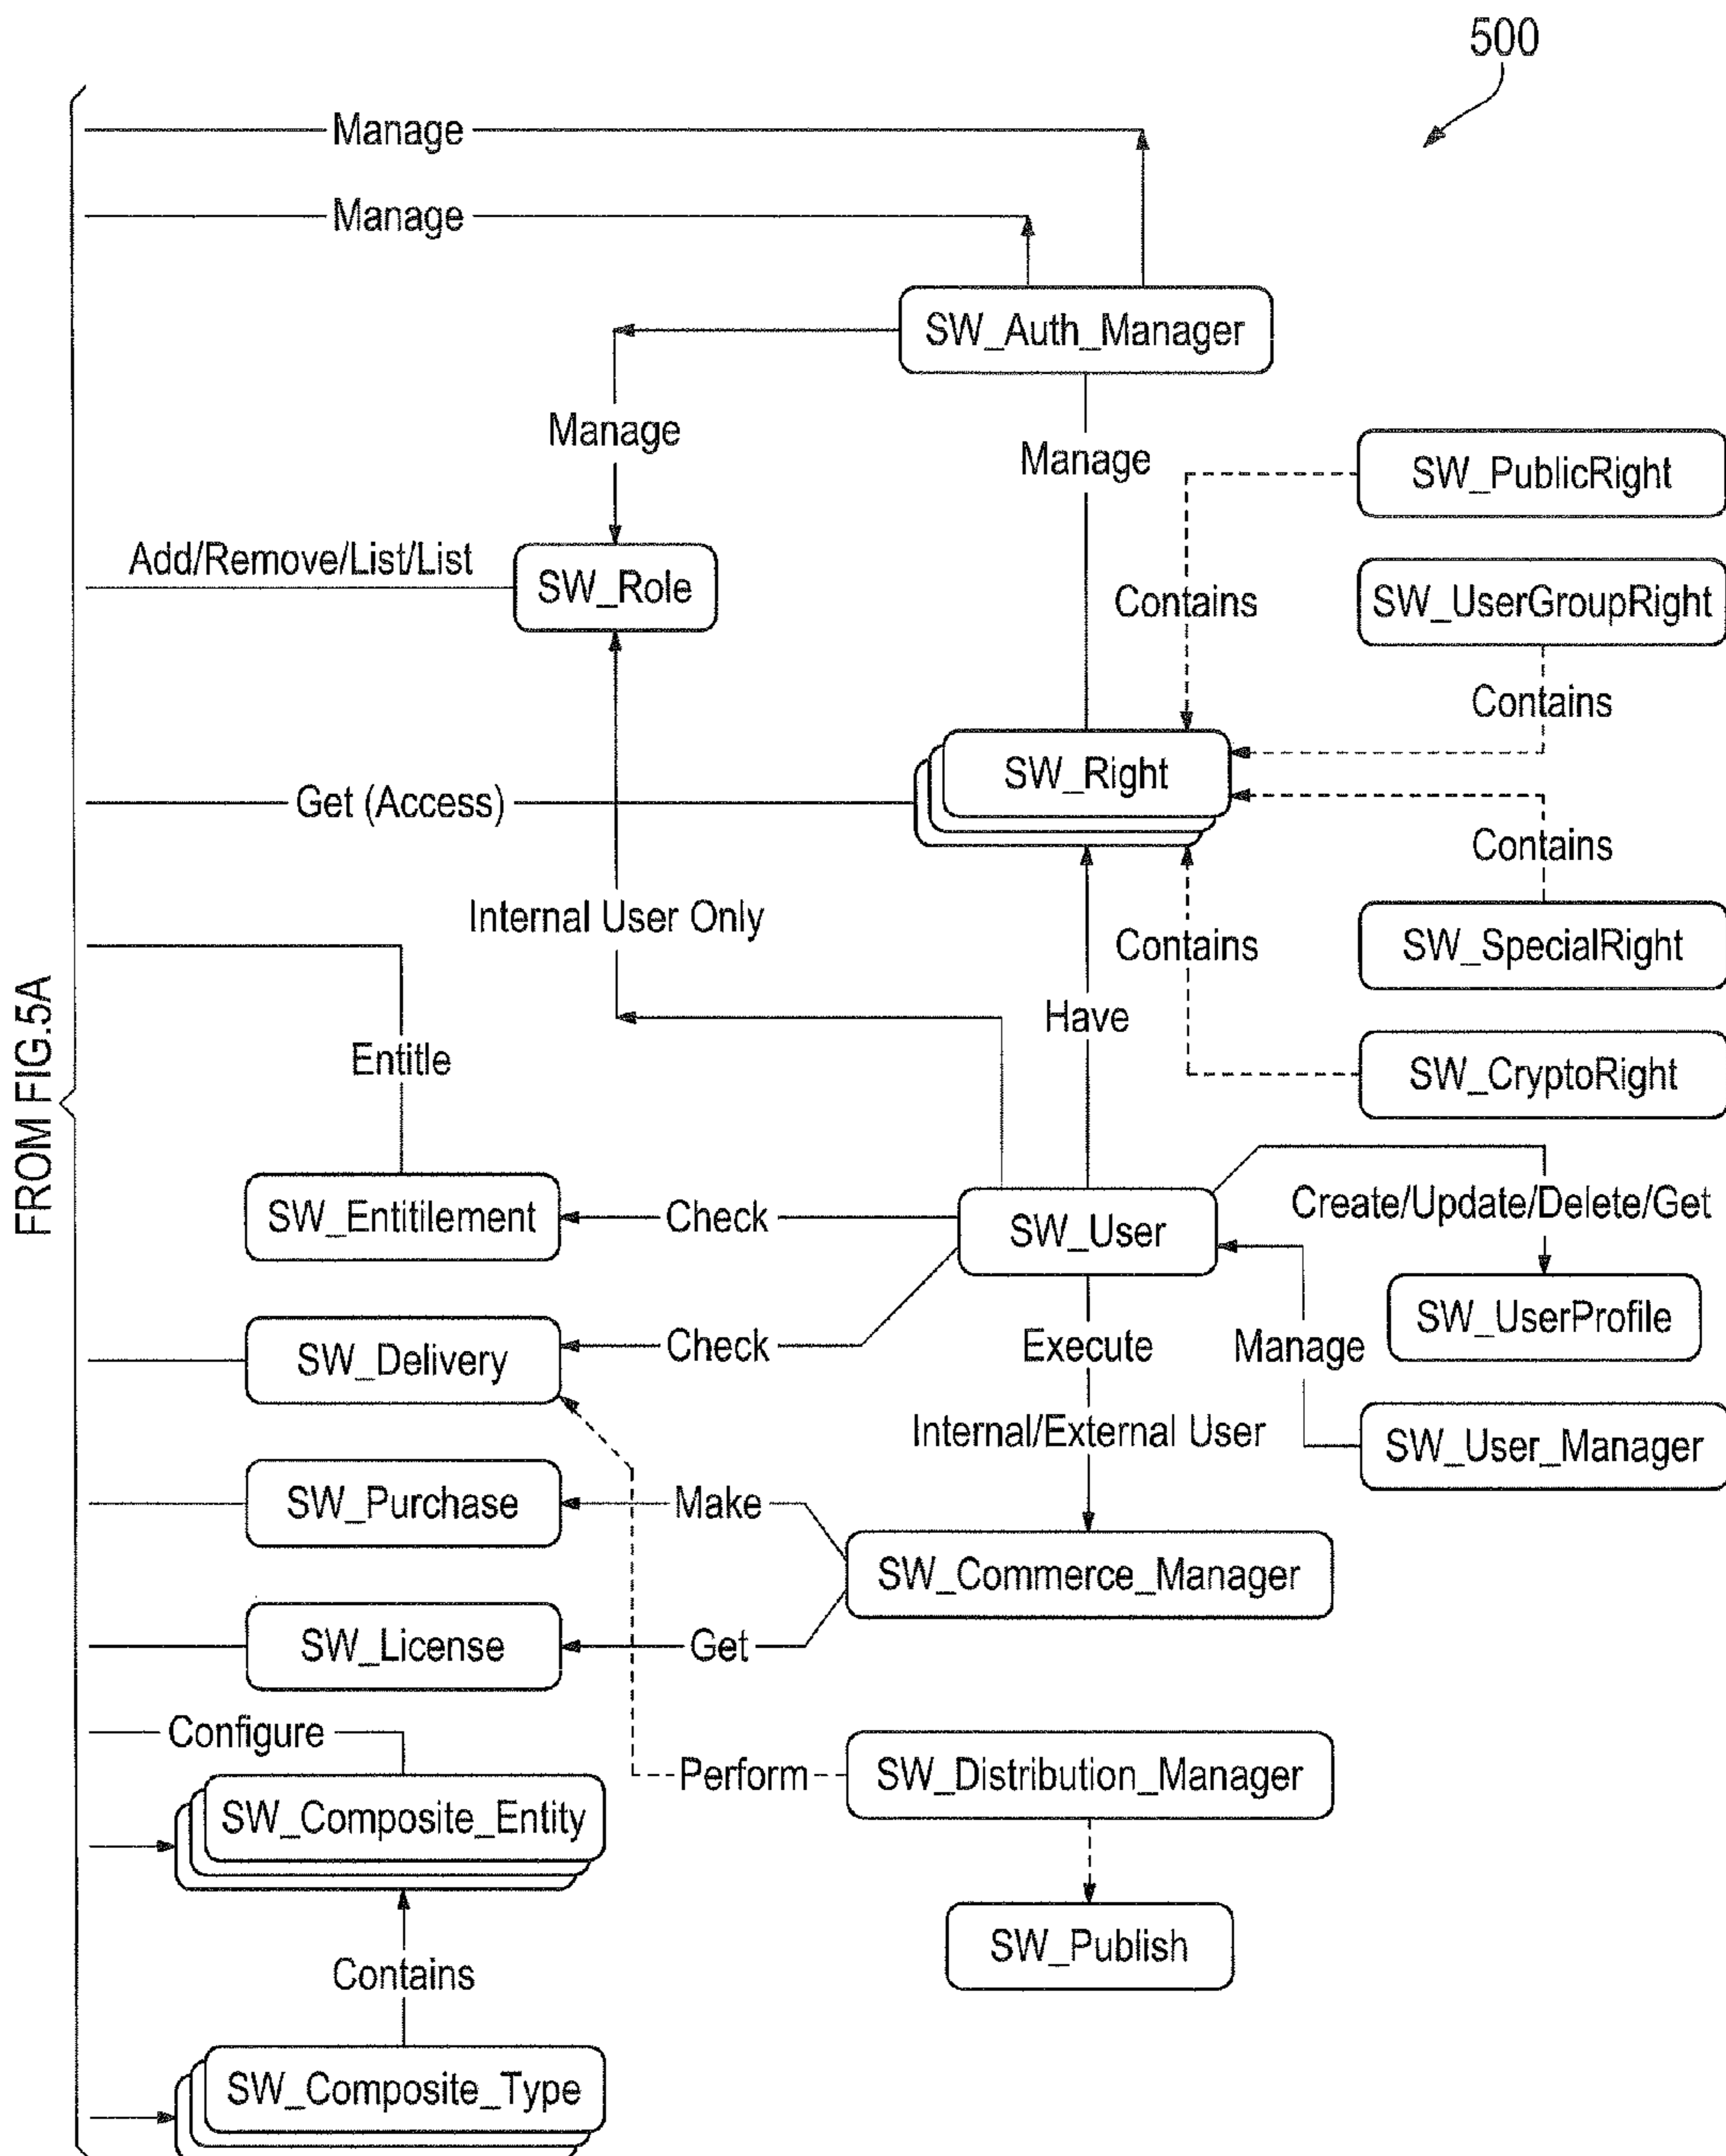 500
Manage
Manage
SW_Auth_Manager
Manage
Manage
SW_PublicRight
Add/Remove/List/List
SW_Role
Contains
SW_UserGroupRight
Contains
SW_Right
Get (Access)
Contains
Internal User Only
Contains
SW_SpecialRight
FROM FIG.5A
Have
Entitle
SW_CryptoRight
SW_Entitilement
Check
SW_User
Create/Update/Delete/Get
SW_UserProfile
SW_Delivery
Check
Execute
Manage
Internal/External User
SW_User_Manager
SW_Purchase
Make
SW_Commerce_Manager
SW_License
Get
Configure
Perform
SW_Distribution_Manager
SW_Composite_Entity
SW_Publish
Contains
SW_Composite_Type